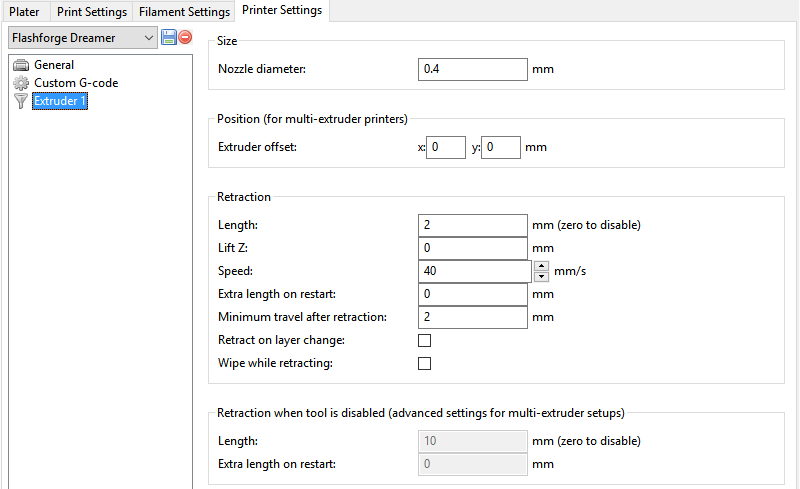 Plater Print Settings Filament Settings Printer Settings
Flashforge Dreamer
General
Custom G-code
Extruder 1
Size
Nozzle diameter: 0.4 mm
Position (for multi-extruder printers)
Extruder offset: x: 0 y: 0 mm
Retraction
Length: 2 mm (zero to disable)
Lift Z: 0 mm
Speed: 40 mm/s
Extra length on restart: 0 mm
Minimum travel after retraction: 2 mm
Retract on layer change:
Wipe while retracting:
Retraction when tool is disabled (advanced settings for multi-extruder setups)
Length: 10 mm (zero to disable)
Extra length on restart: 0 mm